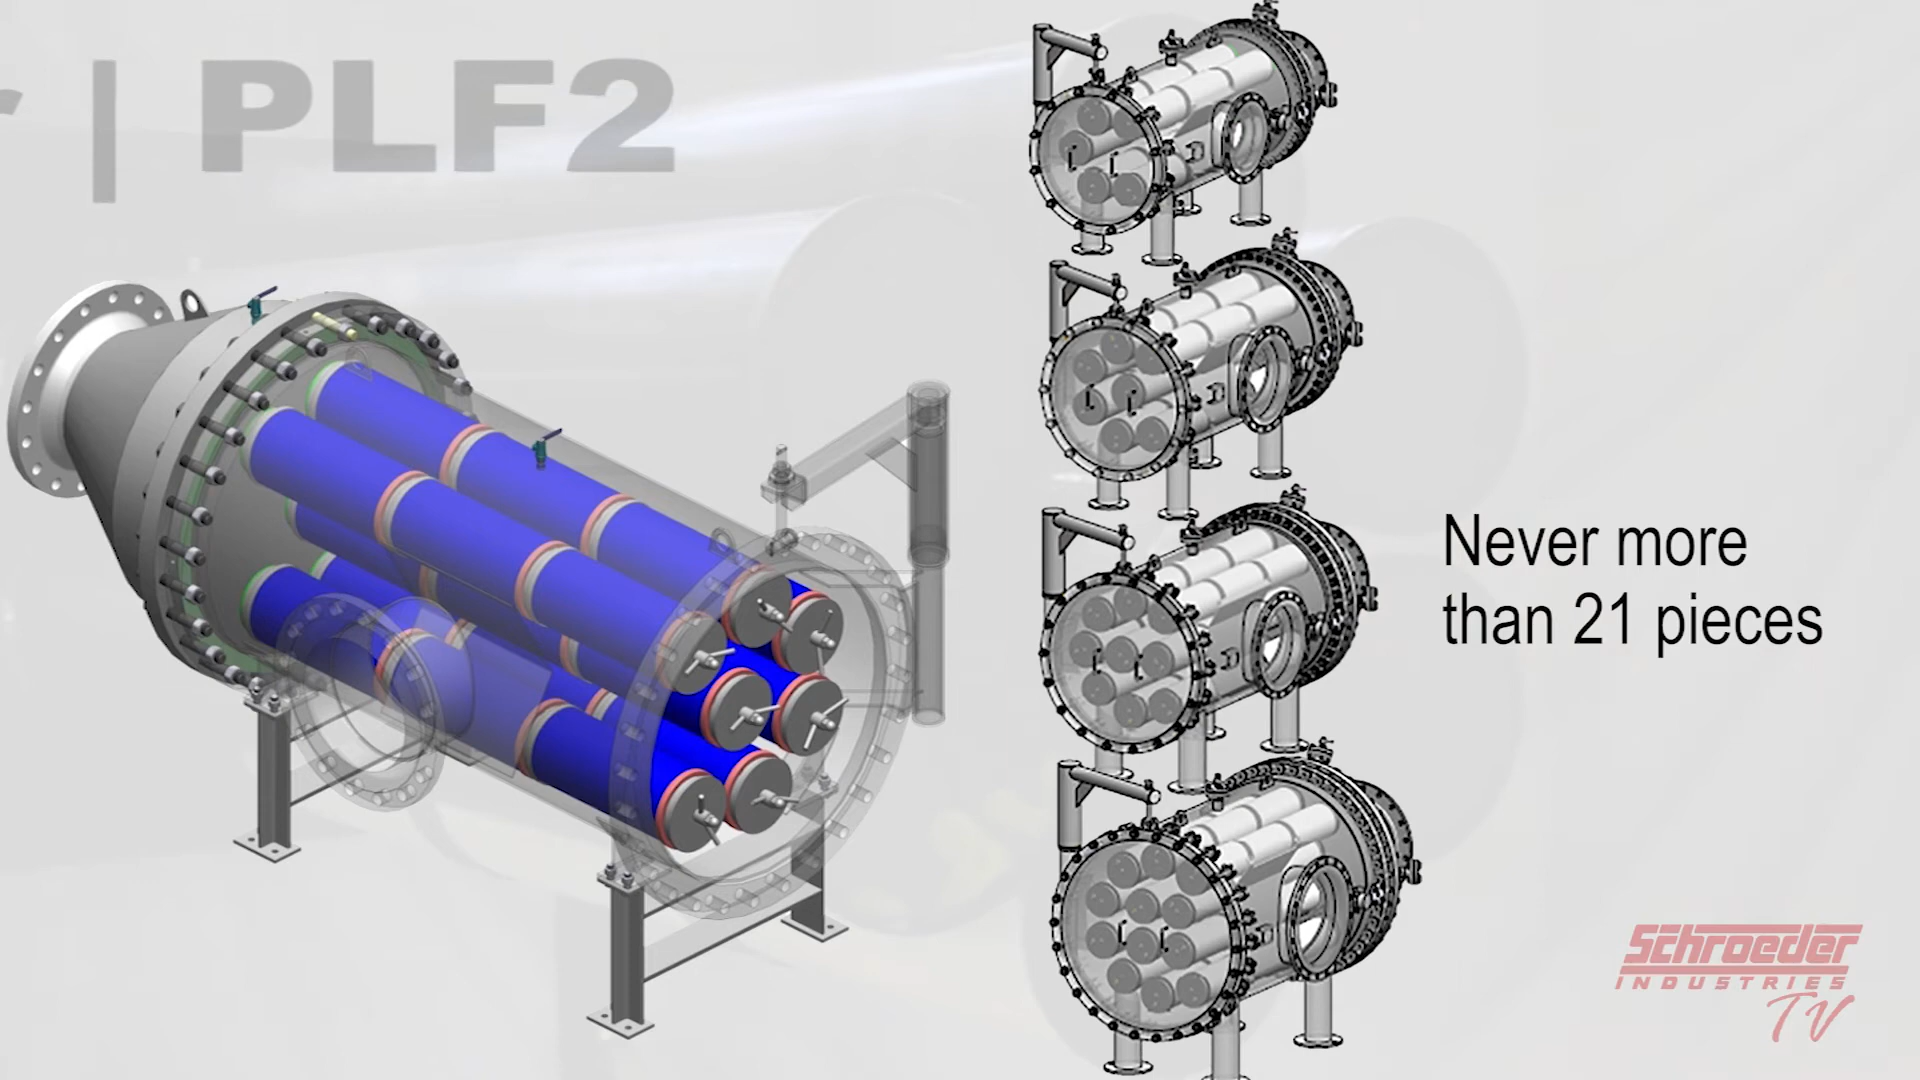 r | PLF2
Never more
than 21 pieces
Schroeder
INDUSTRIES
TV